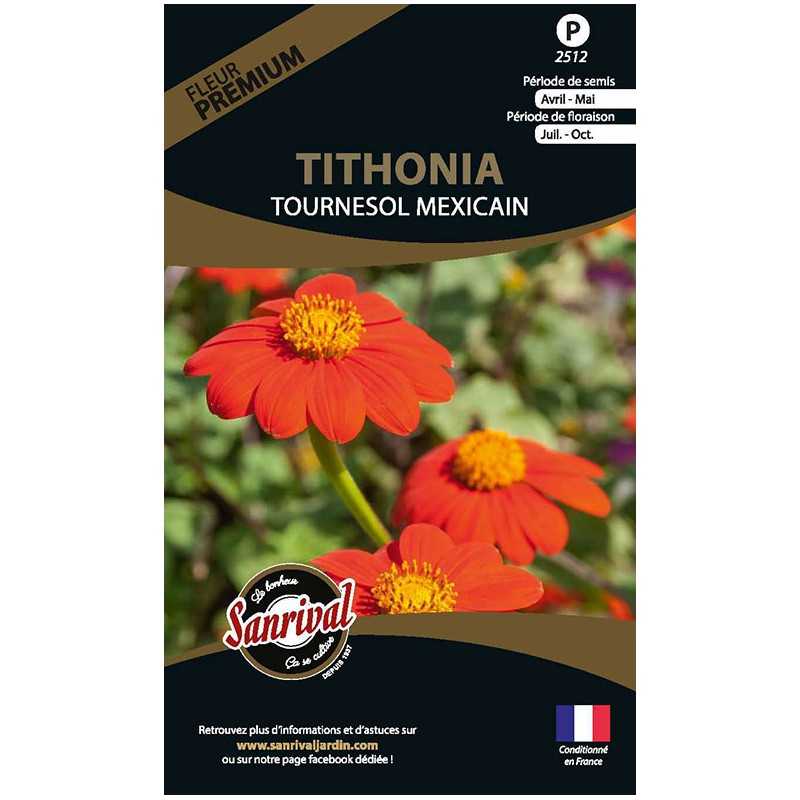 FLEUR
PREMIUM
P
2512
Période de semis
Avril - Mai
Période de floraison
Juil. - Oct.
TITHONIA
TOURNESOL MEXICAIN
Le bonheur
Sanrival
Ça se cultive
DEPUIS 1937
Retrouvez plus d'informations et d'astuces sur
www.sanrivaljardin.com
ou sur notre page facebook dédiée !
Conditionné
en France